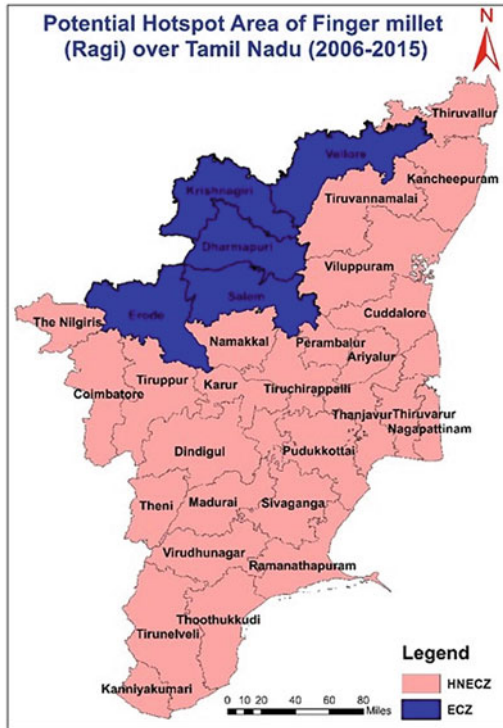 Potential Hotspot Area of Finger millet
(Ragi) over Tamil Nadu (2006-2015)
N
Thiruvallur
Vellore
Kancheepuram
Krishnagiri
Tiruvannamalai
Dharmapuri
Viluppuram
Salem
Erode
Cuddalore
The Nilgiris
Namakkal
Perambalur
Ariyalur
Tiruppur
Karur
Tiruchirappalli
Coimbatore
Thanjavur
Thiruvarur
Nagapattinam
Dindigul
Pudukkottai
Theni
Madurai
Sivaganga
Virudhunagar
Ramanathapuram
Thoothukkudi
Tirunelveli
Kanniyakumari
Legend
HNECZ
ECZ
0 10 20 40 60 80
Miles